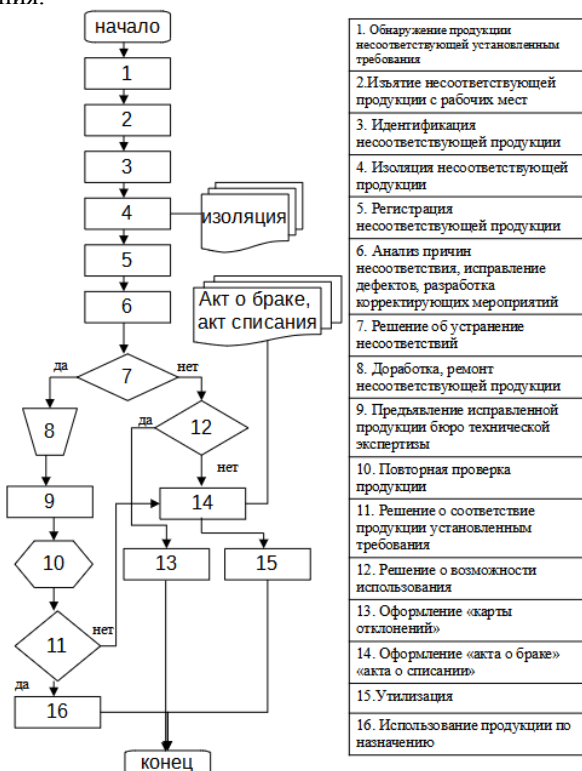 ния.
начало
1
2
3
4
изоляция
5
6
Акт о браке,
акт списания
да
7
нет
8
да
12
нет
9
14
10
13
15
11
нет
да
16
конец
1. Обнаружение продукции
несоответствующей установленным
требования
2.Изъятие несоответствующей
продукции с рабочих мест
3. Идентификация
несоответствующей продукции
4. Изоляция несоответствующей
продукции
5. Регистрация
несоответствующей продукции
6. Анализ причин
несоответствия, исправление
дефектов, разработка
корректирующих мероприятий
7. Решение об устранение
несоответствий
8. Доработка, ремонт
несоответствующей продукции
9. Предъявление исправленной
продукции бюро технической
экспертизы
10. Повторная проверка
продукции
11. Решение о соответствие
продукции установленным
требования
12. Решение о возможности
использования
13. Оформление «карты
отклонений»
14. Оформление «акта о браке»
«акта о списании»
15.Утилизация
16. Использование продукции по
назначению